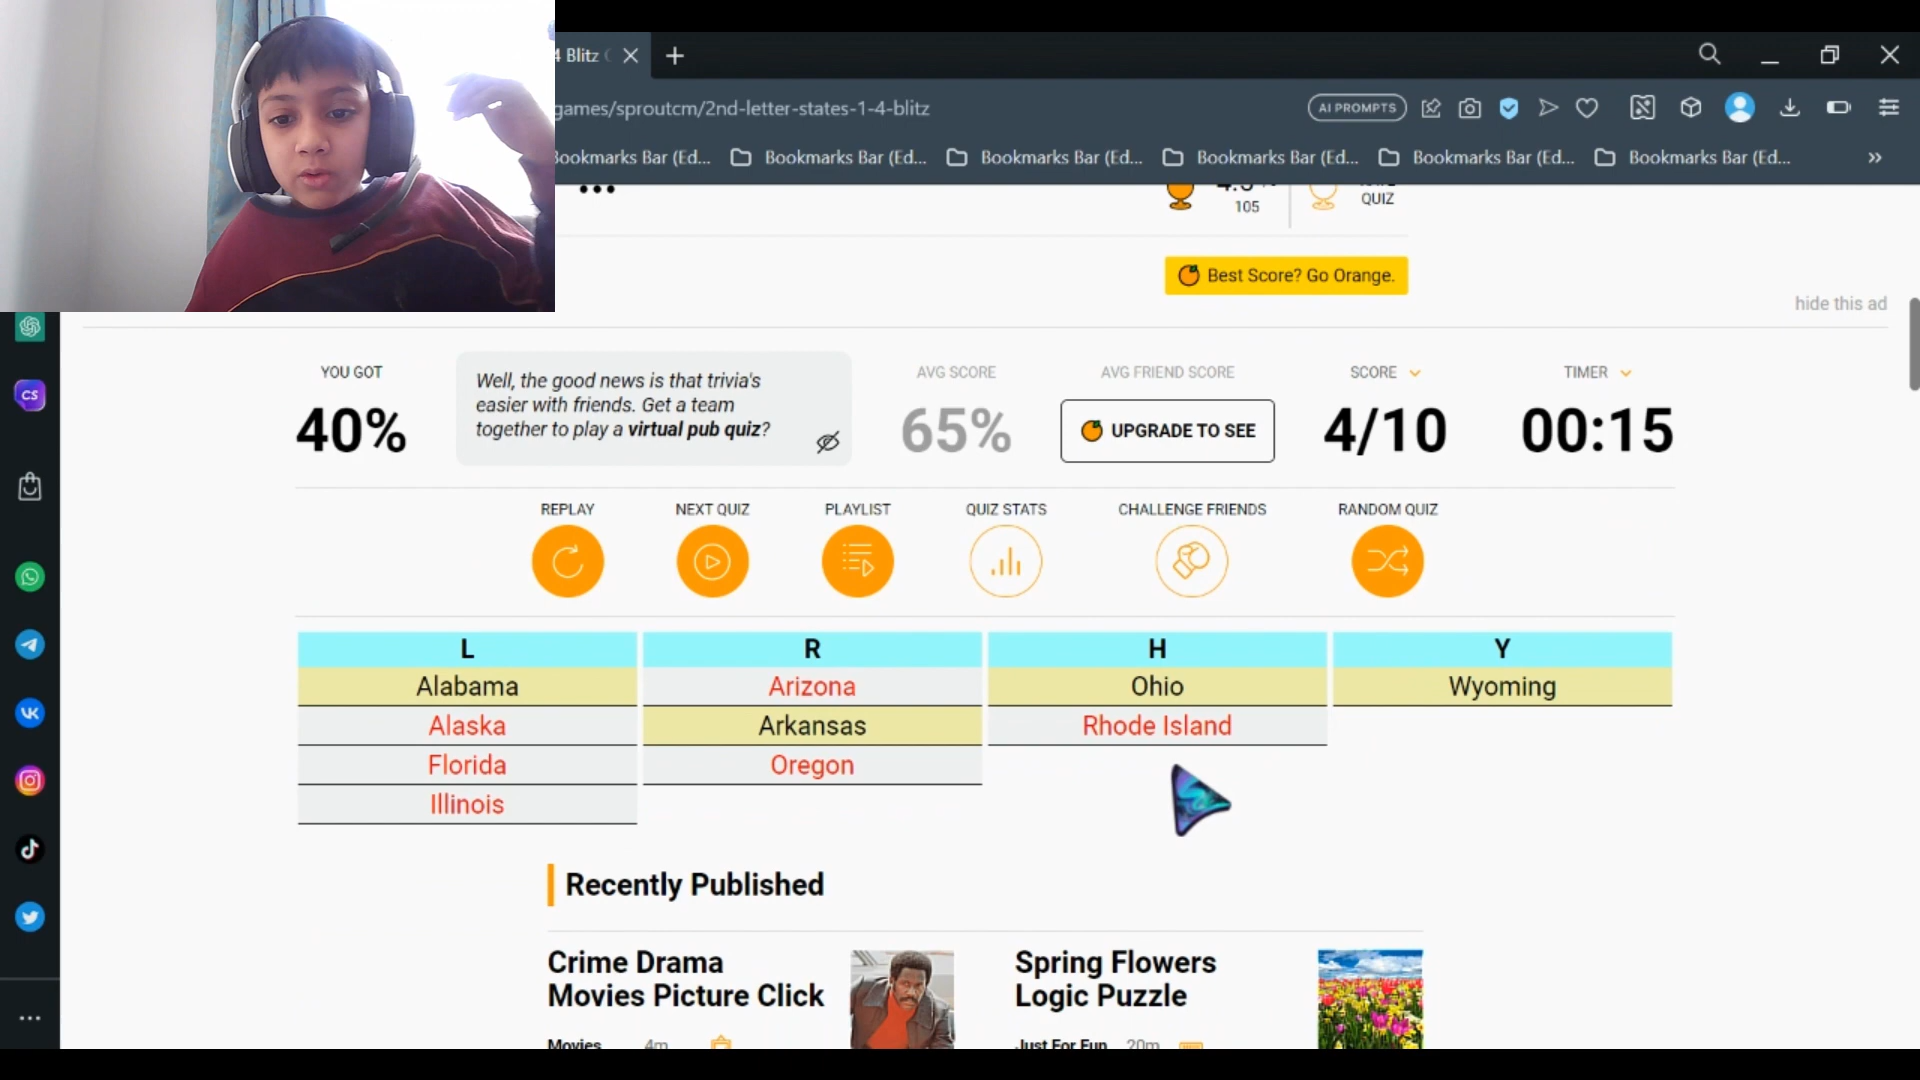 4 Blitz
games/sproutcm/2nd-letter-states-1-4-blitz
AI PROMPTS
Bookmarks Bar (Ed...
Bookmarks Bar (Ed...
Bookmarks Bar (Ed...
Bookmarks Bar (Ed...
Bookmarks Bar (Ed...
Bookmarks Bar (Ed...
105
QUIZ
Best Score? Go Orange.
hide this ad
YOU GOT
40%
Well, the good news is that trivia's
easier with friends. Get a team
together to play a virtual pub quiz?
AVG SCORE
65%
AVG FRIEND SCORE
UPGRADE TO SEE
SCORE
4/10
TIMER
00:15
REPLAY
NEXT QUIZ
PLAYLIST
QUIZ STATS
CHALLENGE FRIENDS
RANDOM QUIZ
L
Alabama
Alaska
Florida
Illinois
R
Arizona
Arkansas
Oregon
H
Ohio
Rhode Island
Y
Wyoming
Recently Published
Crime Drama
Movies Picture Click
Movies 4m
Spring Flowers
Logic Puzzle
Just For Fun 20m
CS